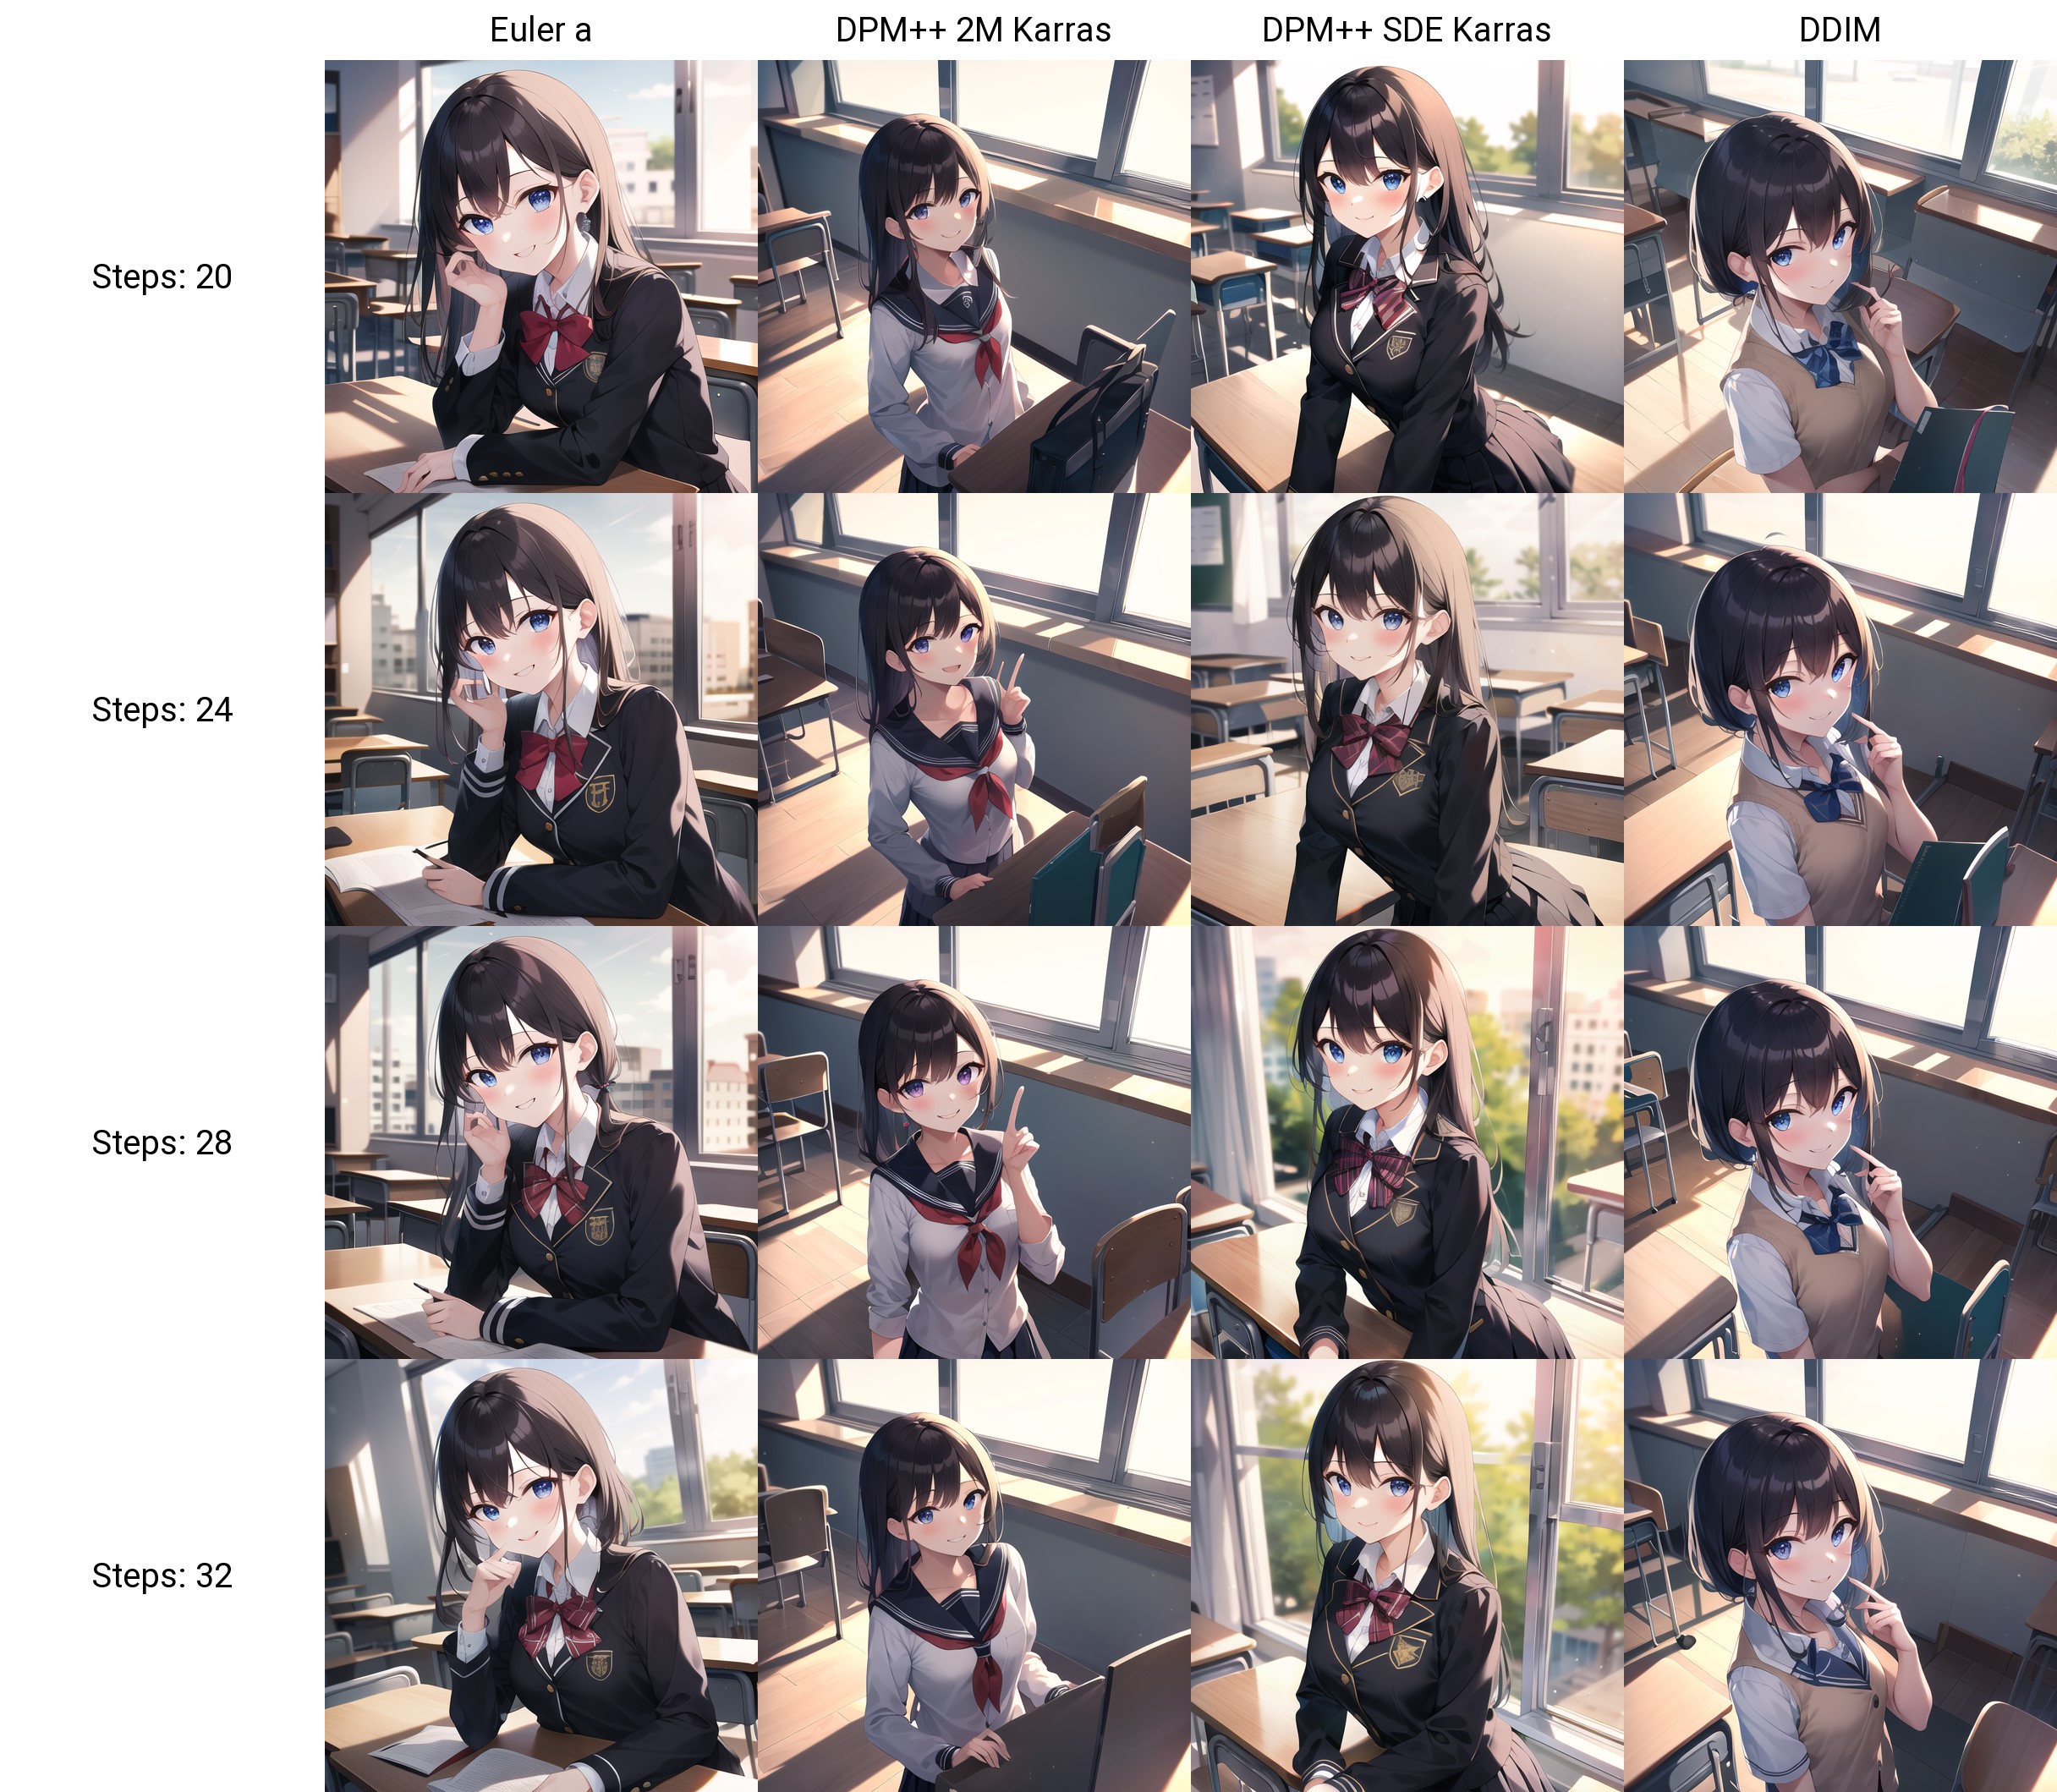 Euler a
DPM++ 2M Karras
DPM++ SDE Karras
DDIM
Steps: 20
Steps: 24
Steps: 28
Steps: 32